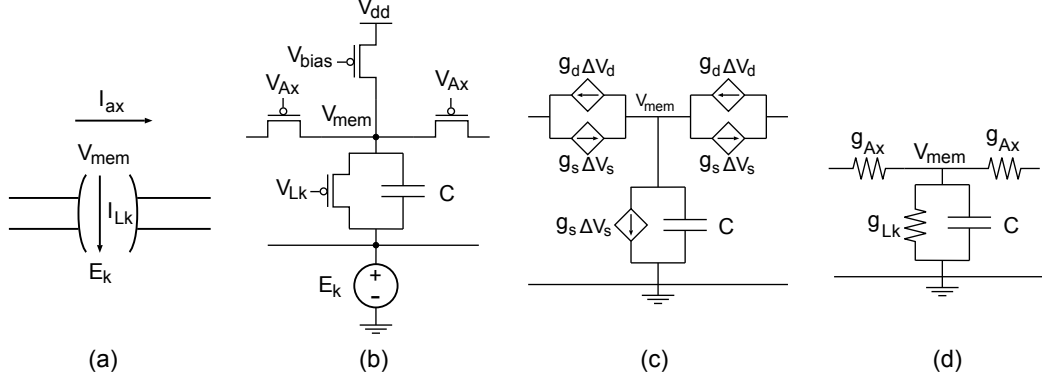 I_ax
V_mem
I_Lk
E_k
(a)
V_dd
V_bias
V_Ax
V_Ax
V_mem
V_Lk
C
+
-
E_k
(b)
g_d ΔV_d
g_d ΔV_d
V_mem
g_s ΔV_s
g_s ΔV_s
g_s ΔV_s
C
(c)
g_Ax
V_mem
g_Ax
g_Lk
C
(d)